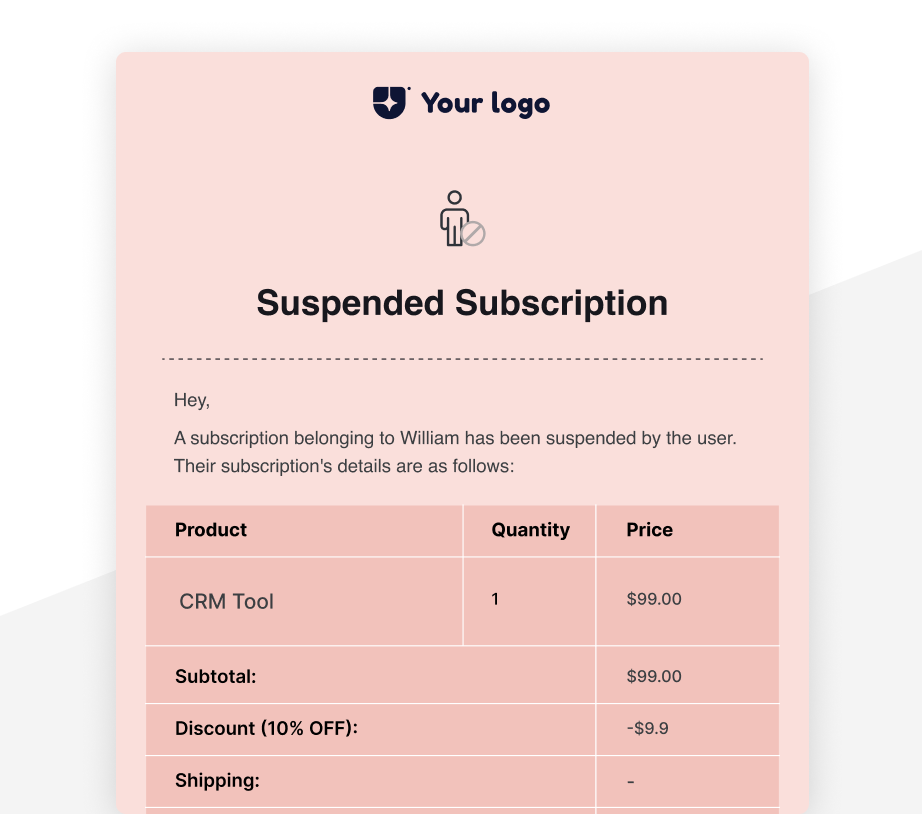 Your logo
Suspended Subscription
Hey,
A subscription belonging to William has been suspended by the user.
Their subscription's details are as follows:
Product Quantity Price
CRM Tool 1 $99.00
Subtotal: $99.00
Discount (10% OFF): -$9.9
Shipping: -